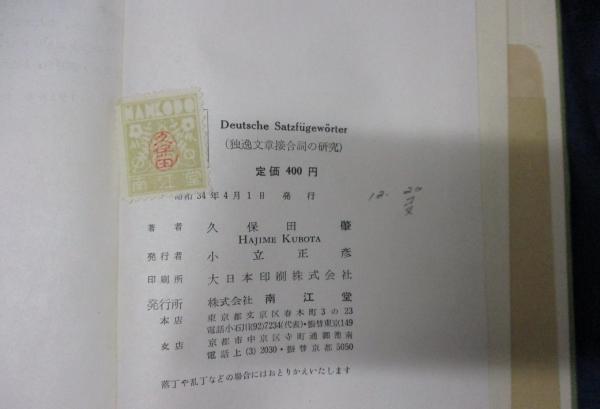 NANKODO
久保田
南江堂
Deutsche Satzfügewörter
(独逸文章接合詞の研究)
定価 400 円
昭和 34 年 4 月 1 日 発行
12. 20
著者 久保田 肇
HAJIME KUBOTA
発行者 小立正彦
印刷所 大日本印刷株式会社
発行所 株式会社 南江堂
本店 東京都文京区春木町3の23
電話小石川(92)7234(代表)・振替東京149
支店 京都市中京区寺町通御池南
電話上(3)2030・振替京都5050
落丁や乱丁などの場合にはおとりかえいたします